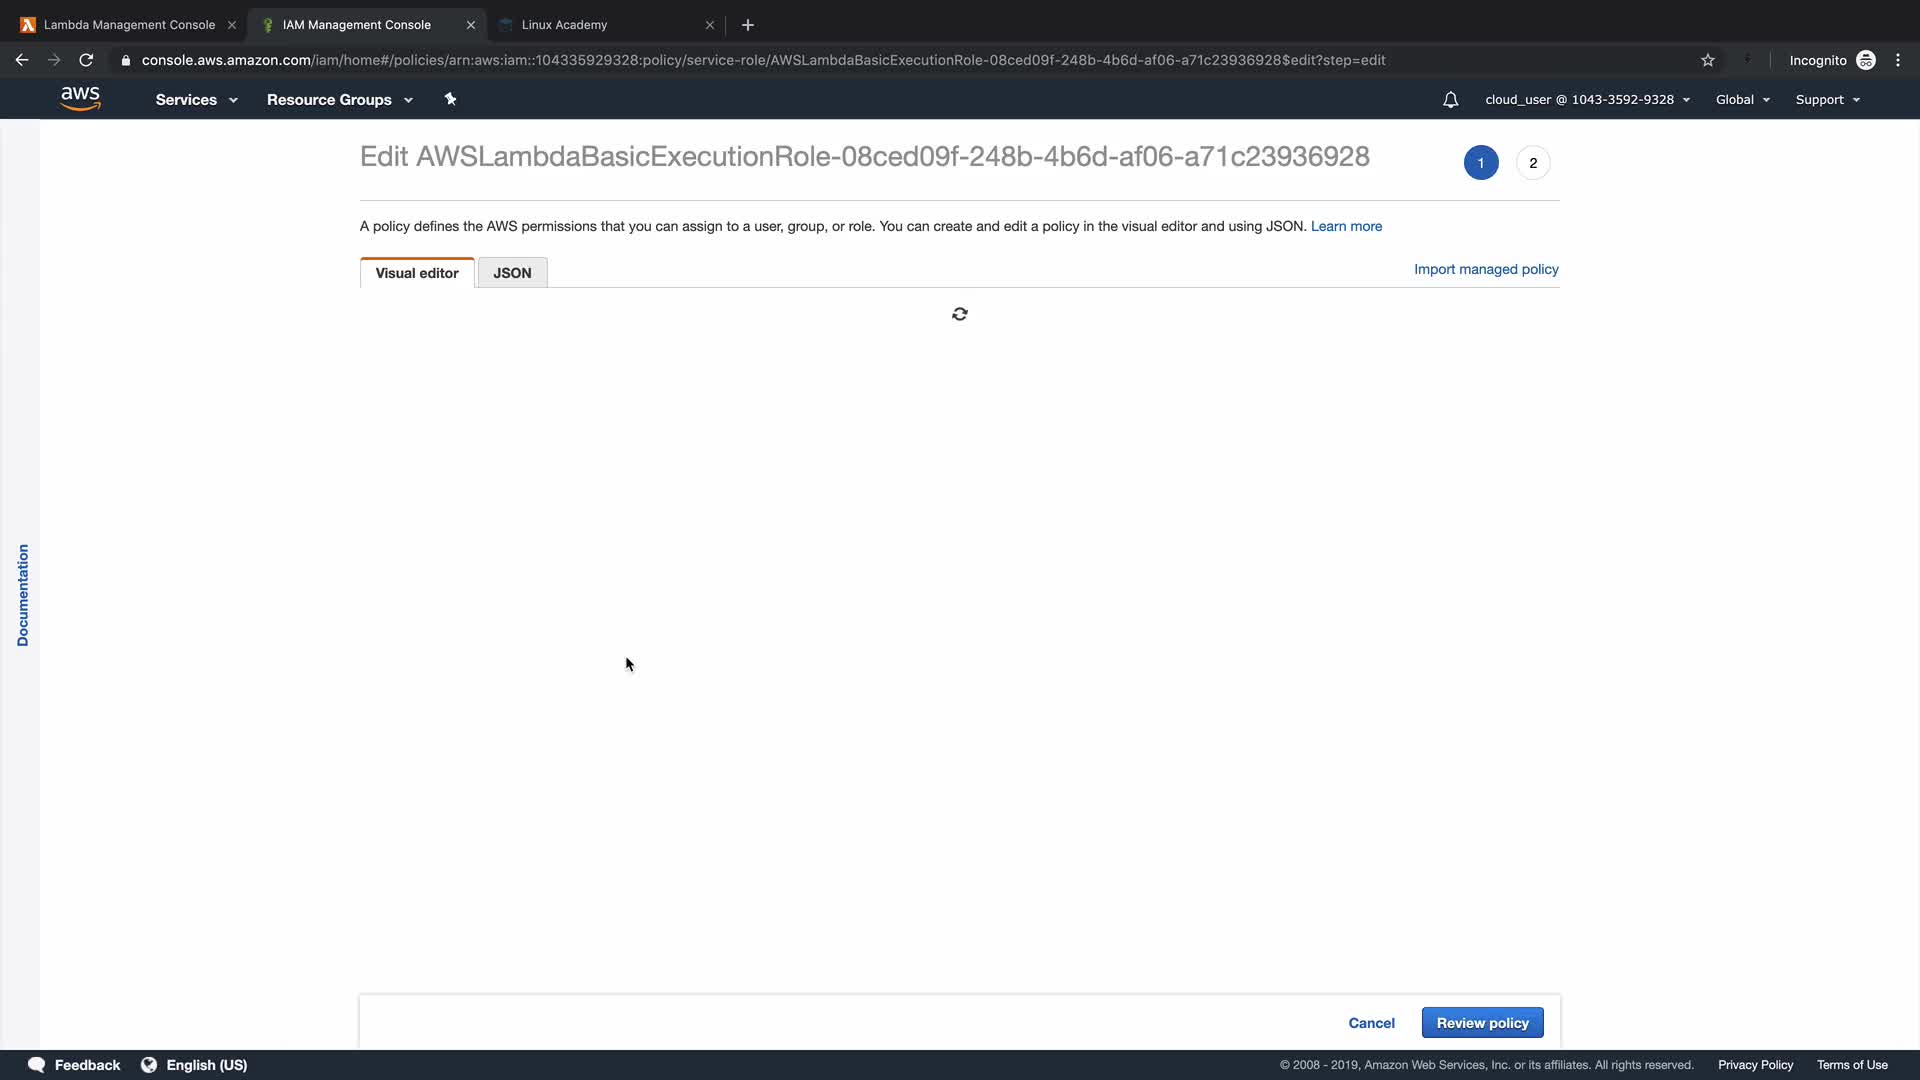 Lambda Management Console
IAM Management Console
Linux Academy
console.aws.amazon.com/iam/home#/policies/arn:aws:iam::104335929328:policy/service-role/AWSLambdaBasicExecutionRole-08ced09f-248b-4b6d-af06-a71c23936928$edit?step=edit
Incognito
aws
Services
Resource Groups
cloud_user @ 1043-3592-9328
Global
Support
Edit AWSLambdaBasicExecutionRole-08ced09f-248b-4b6d-af06-a71c23936928
1
2
A policy defines the AWS permissions that you can assign to a user, group, or role. You can create and edit a policy in the visual editor and using JSON. Learn more
Visual editor
JSON
Import managed policy
Documentation
Cancel
Review policy
Feedback
English (US)
© 2008 - 2019, Amazon Web Services, Inc. or its affiliates. All rights reserved.
Privacy Policy
Terms of Use